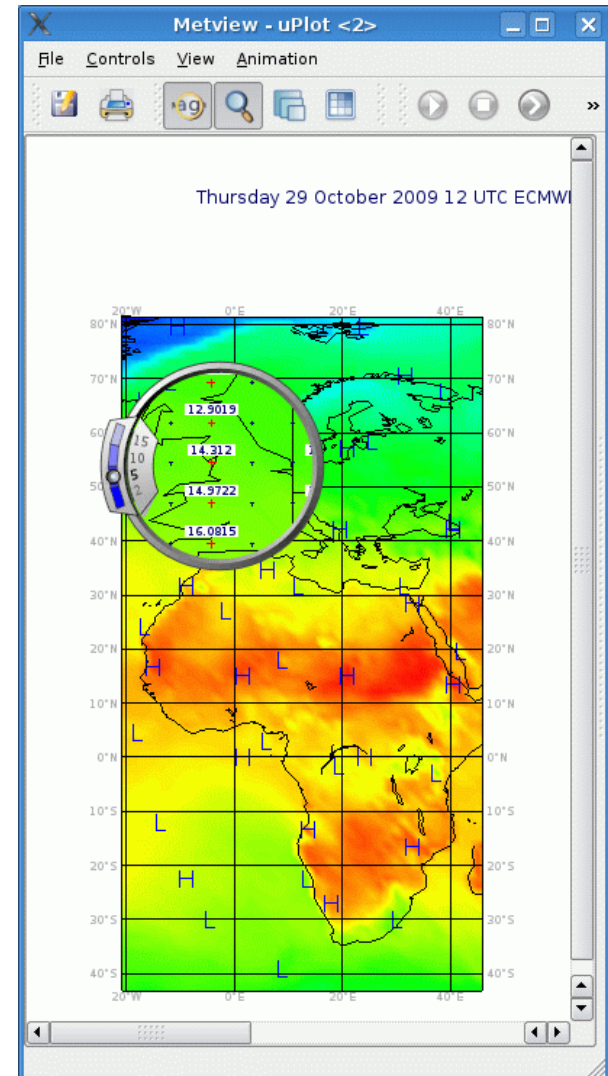 Metview - uPlot <2>
File Controls View Animation
ag »
Thursday 29 October 2009 12 UTC ECMWF
20°W 0°E 20°E 40°E
80°N H 80°N
70°N H L 70°N
12.9019
60 14.312 H L 60°N
15
10
5
2
50 14.9722 50°N
16.0815 H H
40°N 40°N
H
30°N H L L H 30°N
L L
20°N H H L H L H 20°N
10°N 10°N
L L
0°N H L H L 0°N
10°S L H H 10°S
20°S H L H 20°S
30°S L L 30°S
40°S L 40°S
20°W 0°E 20°E 40°E